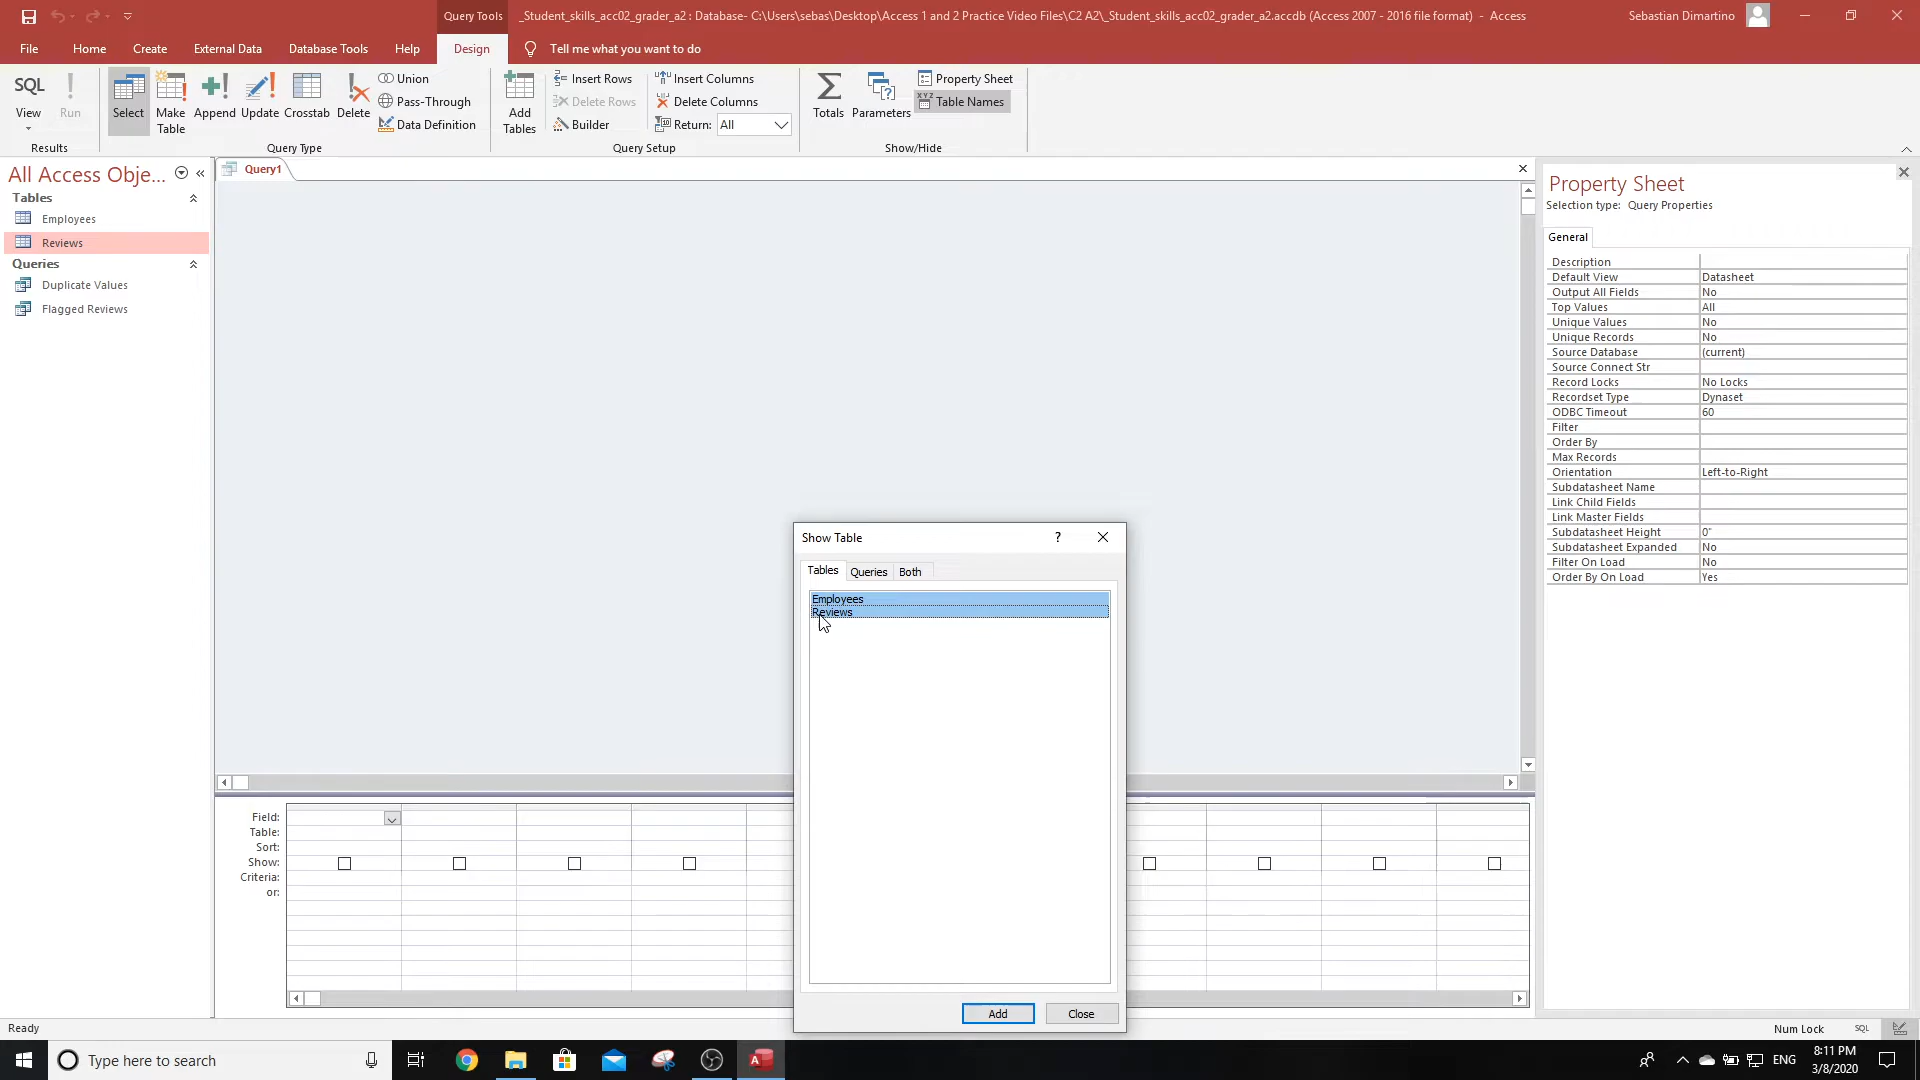 Query Tools
_Student_skills_acc02_grader_a2 : Database- C:\Users\sebas\Desktop\Access 1 and 2 Practice Video Files\C2 A2\_Student_skills_acc02_grader_a2.accdb (Access 2007 - 2016 file format) - Access
Sebastian Dimartino
File Home Create External Data Database Tools Help Design Tell me what you want to do
SQL
View
Run
Results
Select
Make Table
Append
Update
Crosstab
Delete
Union
Pass-Through
Data Definition
Query Type
Add Tables
Insert Rows
Delete Rows
Builder
Insert Columns
Delete Columns
Return: All
Query Setup
Totals
Parameters
Property Sheet
Table Names
Show/Hide
All Access Obje...
Tables
Employees
Reviews
Queries
Duplicate Values
Flagged Reviews
Query1
Show Table
?
Tables Queries Both
Employees
Reviews
Add Close
Field:
Table:
Sort:
Show:
Criteria:
or:
Property Sheet
Selection type: Query Properties
General
Description
Default View Datasheet
Output All Fields No
Top Values All
Unique Values No
Unique Records No
Source Database (current)
Source Connect Str
Record Locks No Locks
Recordset Type Dynaset
ODBC Timeout 60
Filter
Order By
Max Records
Orientation Left-to-Right
Subdatasheet Name
Link Child Fields
Link Master Fields
Subdatasheet Height 0"
Subdatasheet Expanded No
Filter On Load No
Order By On Load Yes
Ready
Num Lock SQL
Type here to search
ENG
8:11 PM
3/8/2020